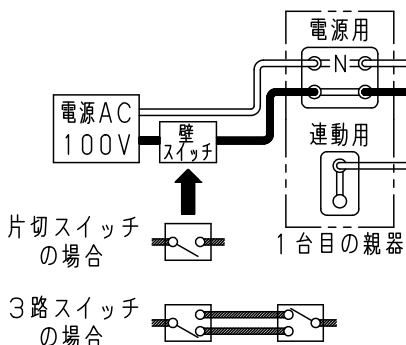 電源用
N
電源AC
100V
壁
スイッチ
連動用
1台目の親器
片切スイッチ
の場合
3路スイッチ
の場合